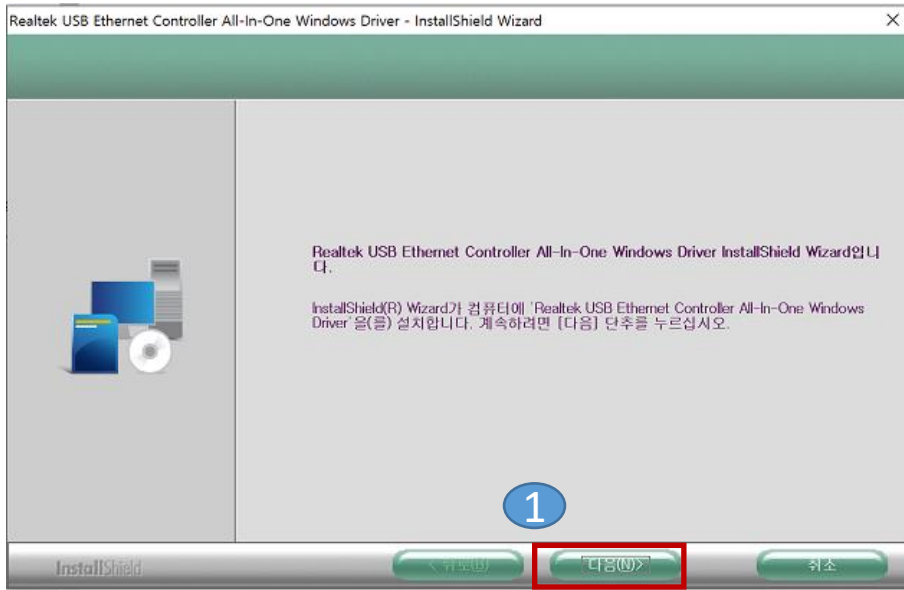 Realtek USB Ethernet Controller All-In-One Windows Driver - InstallShield Wizard
Realtek USB Ethernet Controller All-In-One Windows Driver InstallShield Wizard입니
다.
InstallShield(R) Wizard가 컴퓨터에 'Realtek USB Ethernet Controller All-In-One Windows
Driver'을(를) 설치합니다. 계속하려면 [다음] 단추를 누르십시오.
1
InstallShield
< 뒤로(B) 다음(N)> 취소